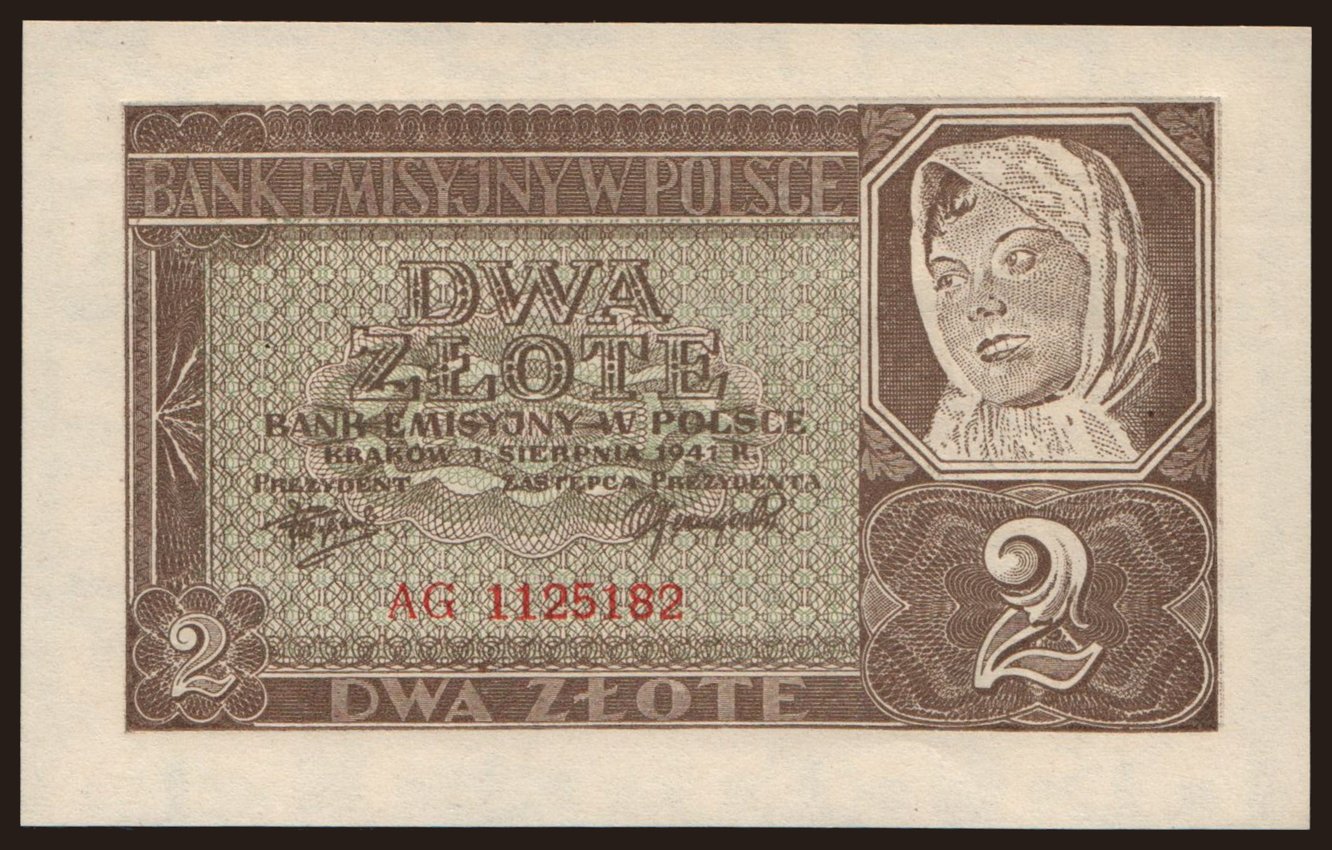 BANK EMISYJNY W POLSCE
DWA
ZŁOTE
BANK EMISYJNY W POLSCE
KRAKÓW 1. SIERPNIA 1941 R.
PREZYDENT ZASTĘPCA PREZYDENTA
AG 1125182
2
2
DWA ZŁOTE